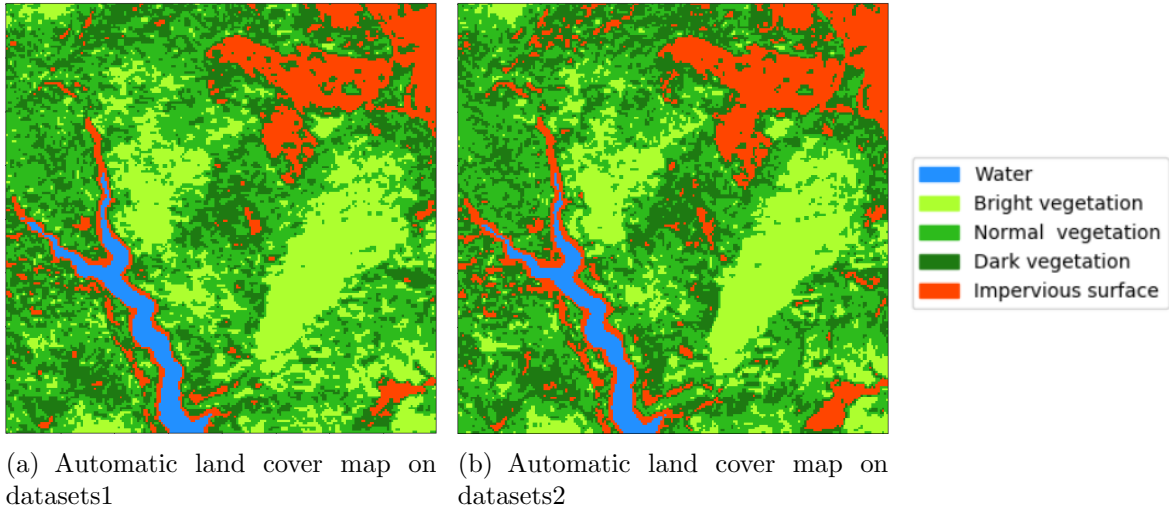 Water
Bright vegetation
Normal vegetation
Dark vegetation
Impervious surface
(a) Automatic land cover map on
datasets1
(b) Automatic land cover map on
datasets2